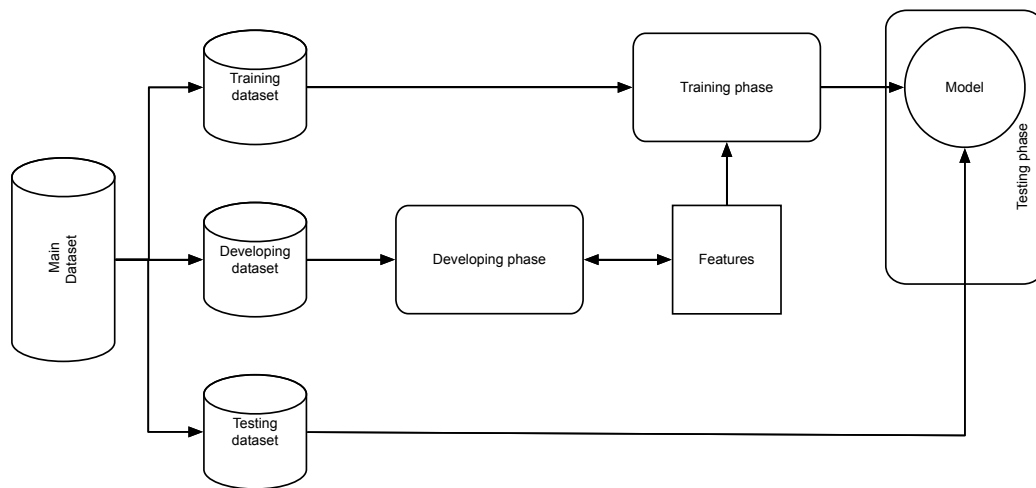 Training
dataset
Training phase
Model
Testing phase
Main
Dataset
Developing
dataset
Developing phase
Features
Testing
dataset